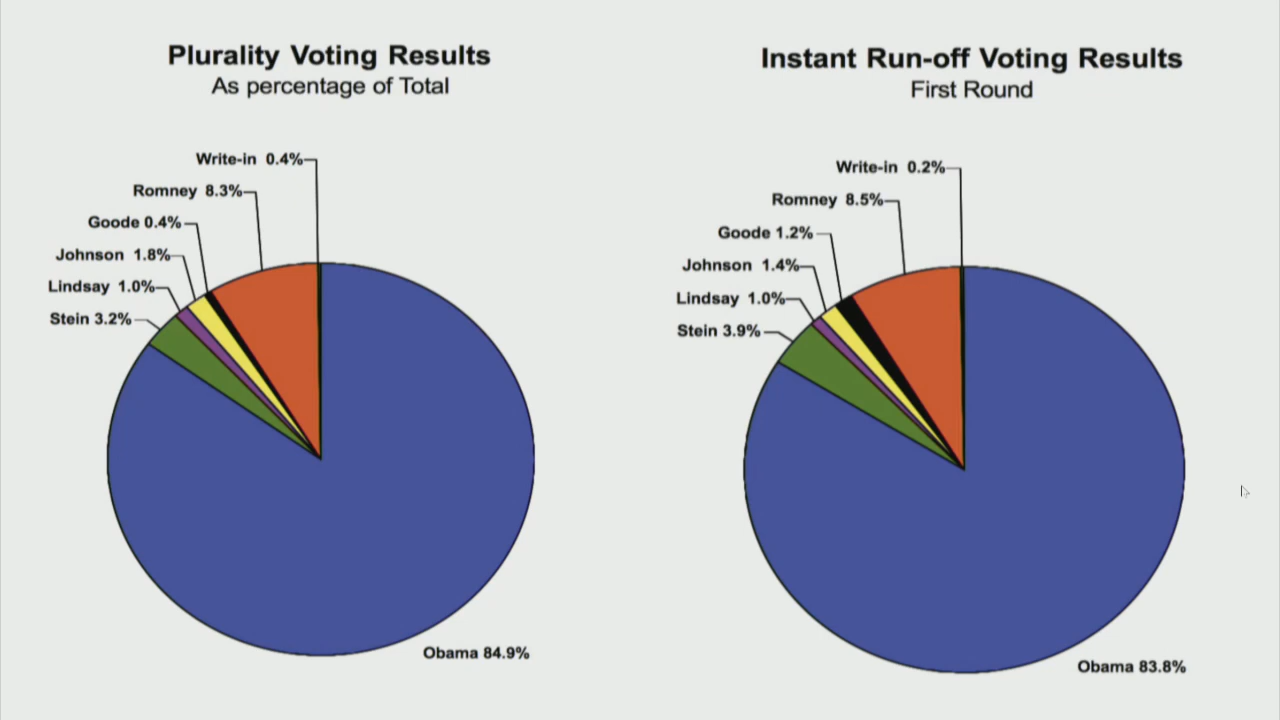 Plurality Voting Results
As percentage of Total
Write-in 0.4%
Romney 8.3%
Goode 0.4%
Johnson 1.8%
Lindsay 1.0%
Stein 3.2%
Obama 84.9%
Instant Run-off Voting Results
First Round
Write-in 0.2%
Romney 8.5%
Goode 1.2%
Johnson 1.4%
Lindsay 1.0%
Stein 3.9%
Obama 83.8%